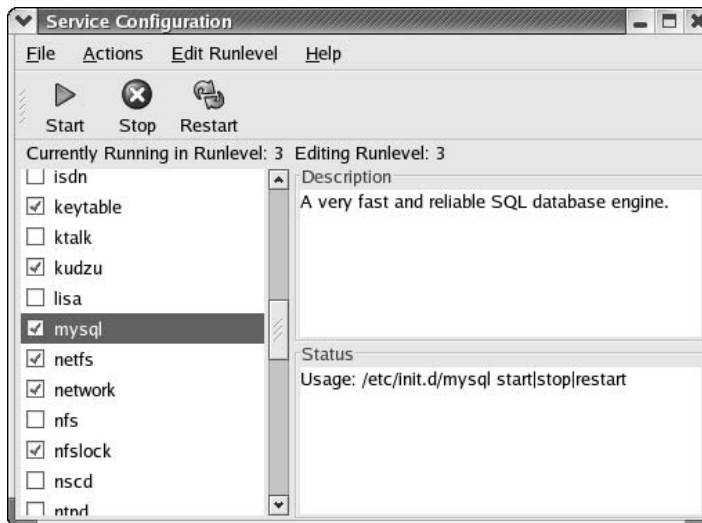 Service Configuration
File Actions Edit Runlevel Help
Start Stop Restart
Currently Running in Runlevel: 3 Editing Runlevel: 3
isdn
keytable
ktalk
kudzu
lisa
mysql
netfs
network
nfs
nfslock
nscd
ntpd
Description
A very fast and reliable SQL database engine.
Status
Usage: /etc/init.d/mysql start|stop|restart